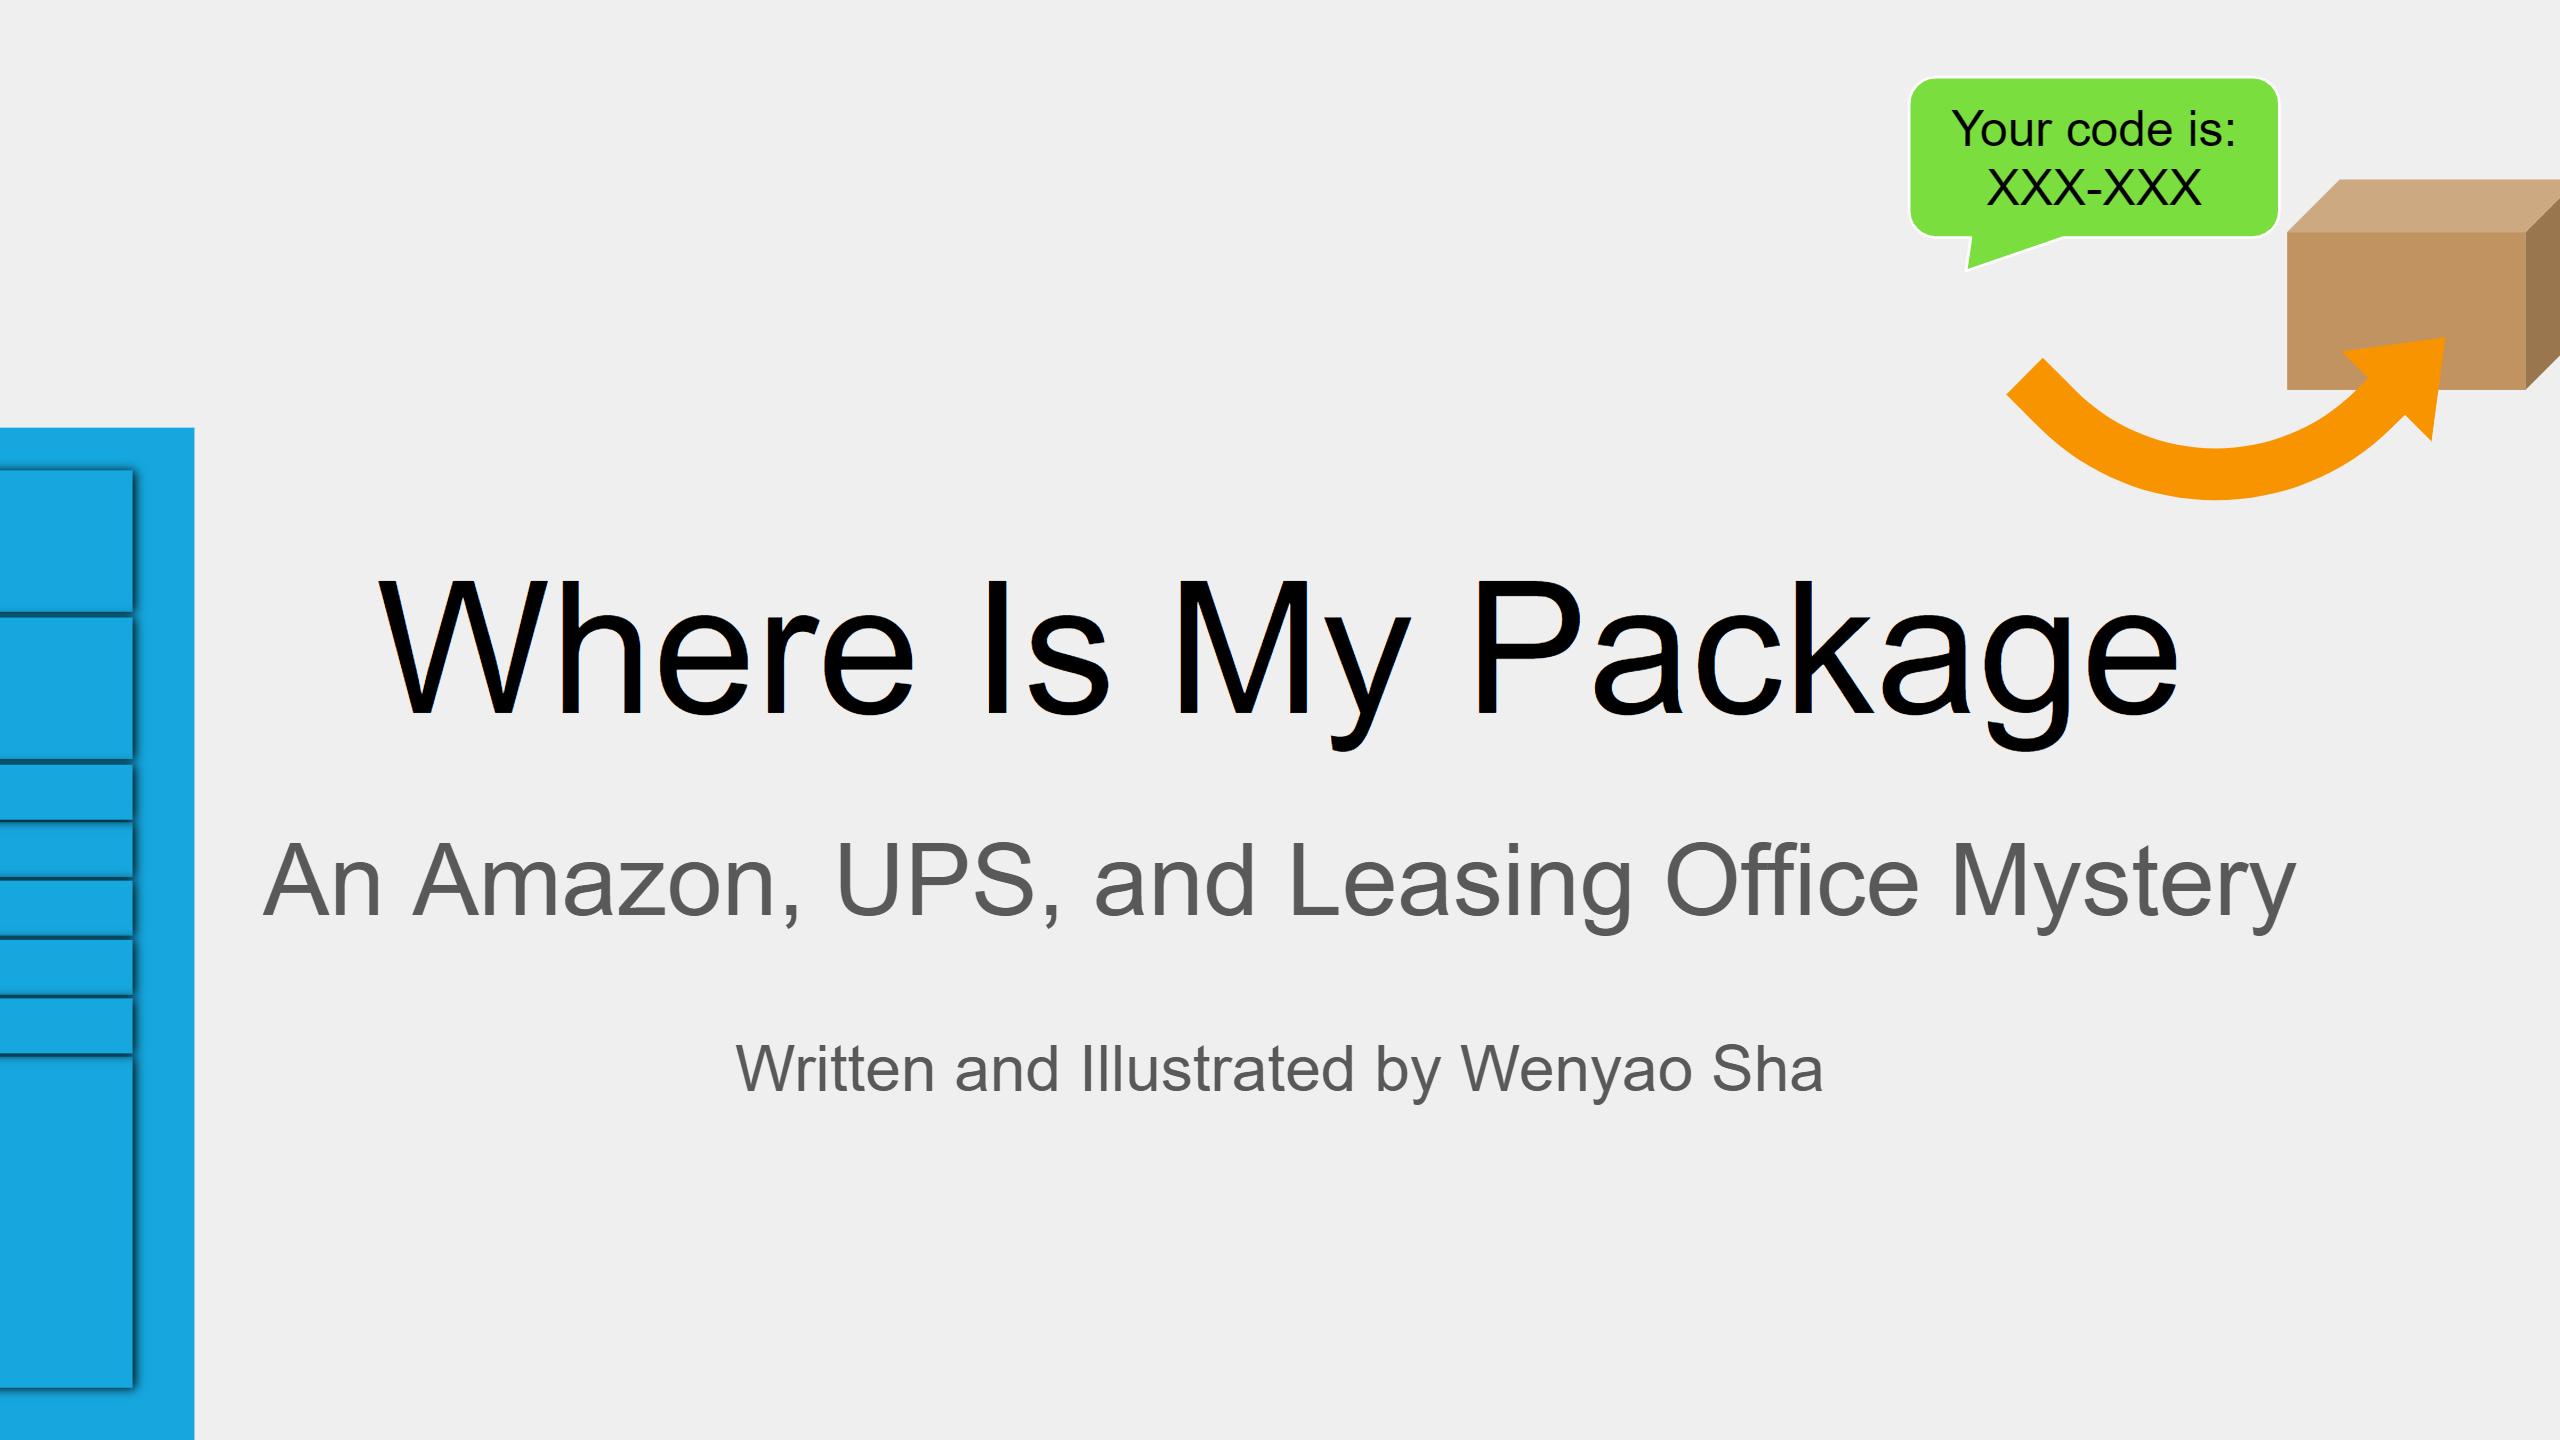 Your code is:
XXX-XXX
Where Is My Package
An Amazon, UPS, and Leasing Office Mystery
Written and Illustrated by Wenyao Sha